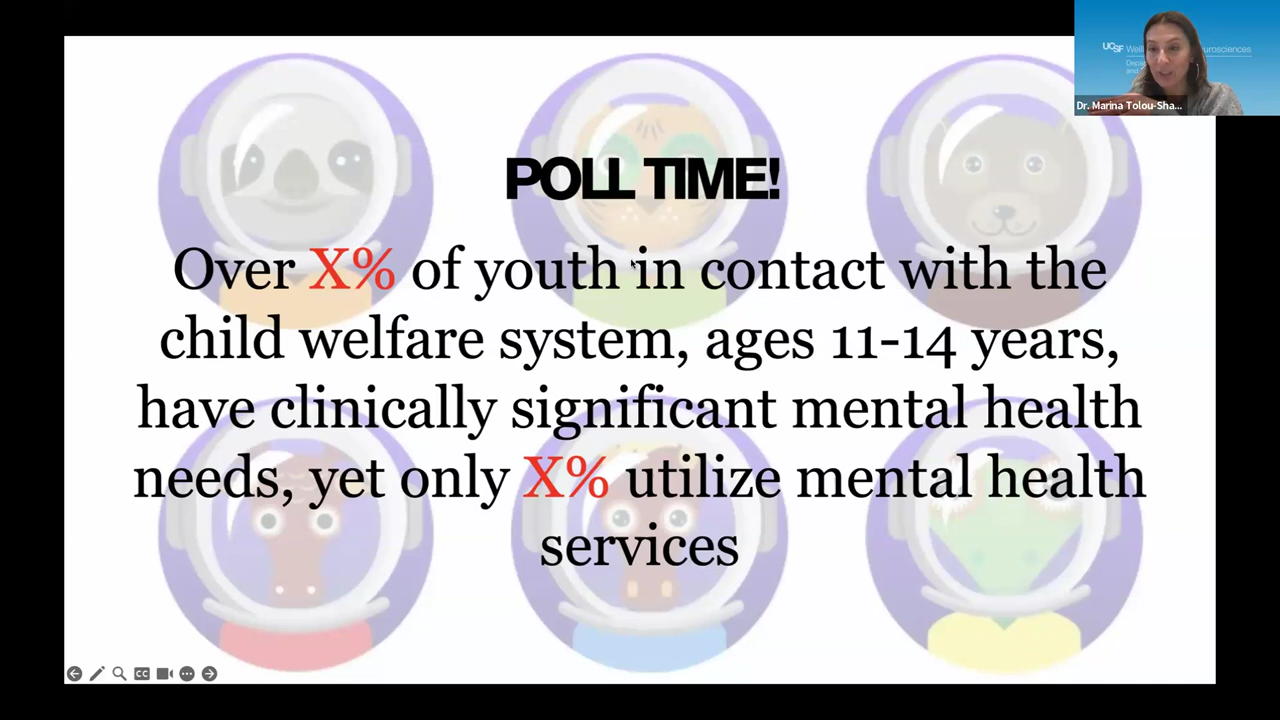 POLL TIME!
Over X% of youth in contact with the
child welfare system, ages 11-14 years,
have clinically significant mental health
needs, yet only X% utilize mental health
services
UCSF
Dr. Marina Tolou-Sha...
CC